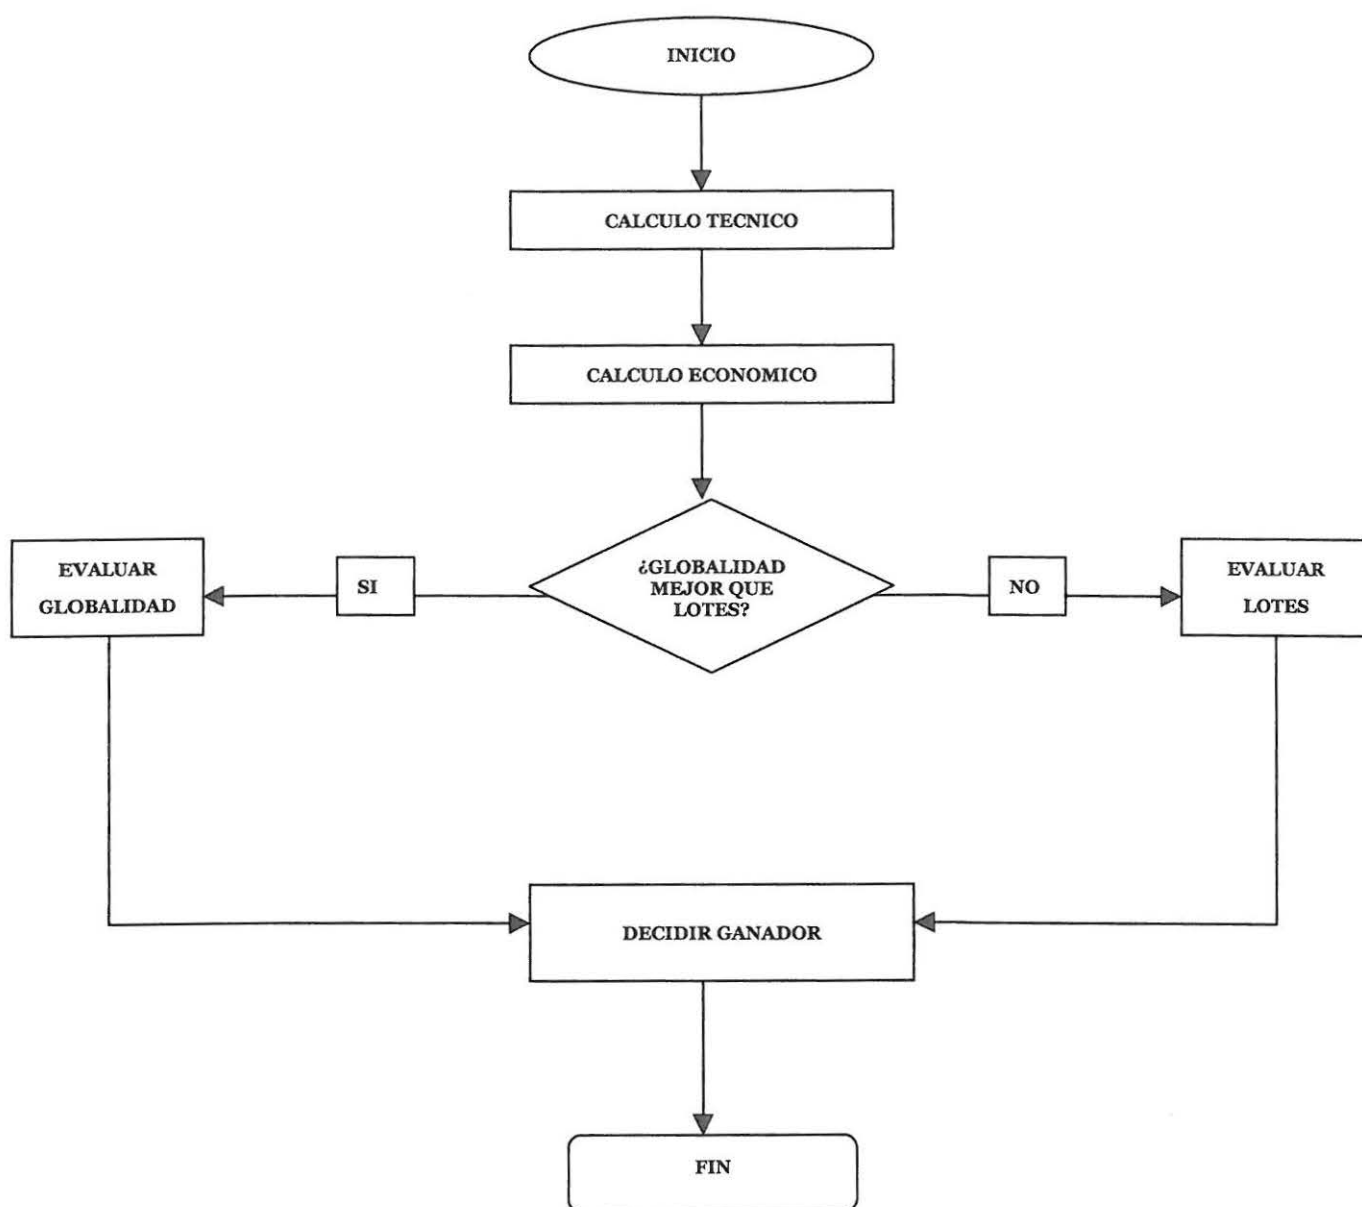 INICIO
CALCULO TECNICO
CALCULO ECONOMICO
¿GLOBALIDAD
MEJOR QUE
LOTES?
SI
NO
EVALUAR
GLOBALIDAD
EVALUAR
LOTES
DECIDIR GANADOR
FIN